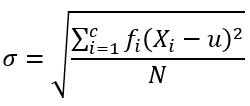 σ = √(∑_{i=1}^{c} f_i(X_i − u)^2 / N)